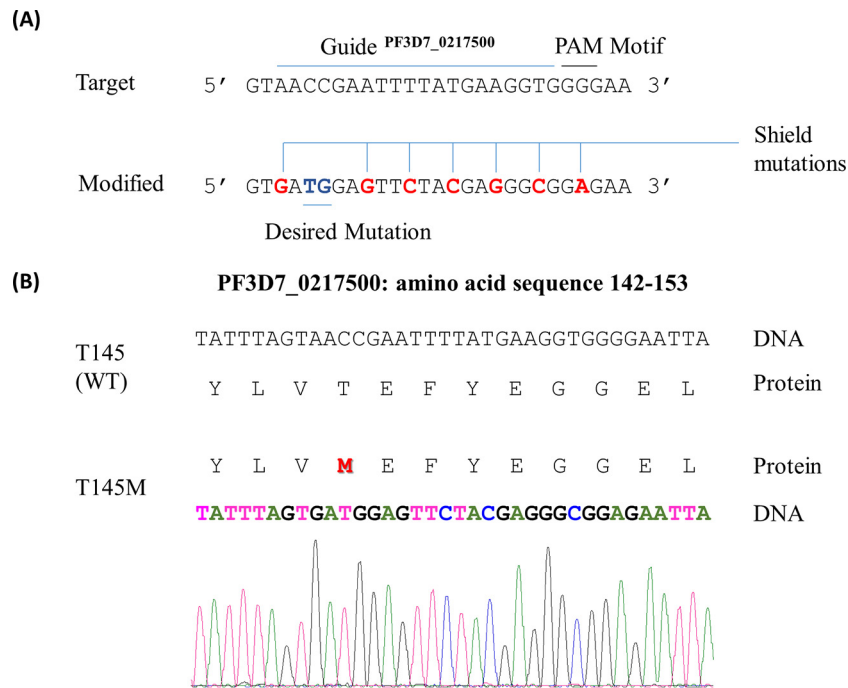 (A)
Guide PF3D7_0217500 PAM Motif
Target 5′ GTAACCGAATTTTATGAAGGTGGGGAA 3′
Shield mutations
Modified 5′ GTGATGGAGTTCTACGAGGGCGGAGAA 3′
Desired Mutation
(B) PF3D7_0217500: amino acid sequence 142-153
T145 (WT)
TATTTAGTAACCGAATTTTATGAAGGTGGGGAATTA DNA
Y L V T E F Y E G G E L Protein
T145M
Y L V M E F Y E G G E L Protein
TATTTAGTGATGGAGTTCTACGAGGGCGGAGAATTA DNA